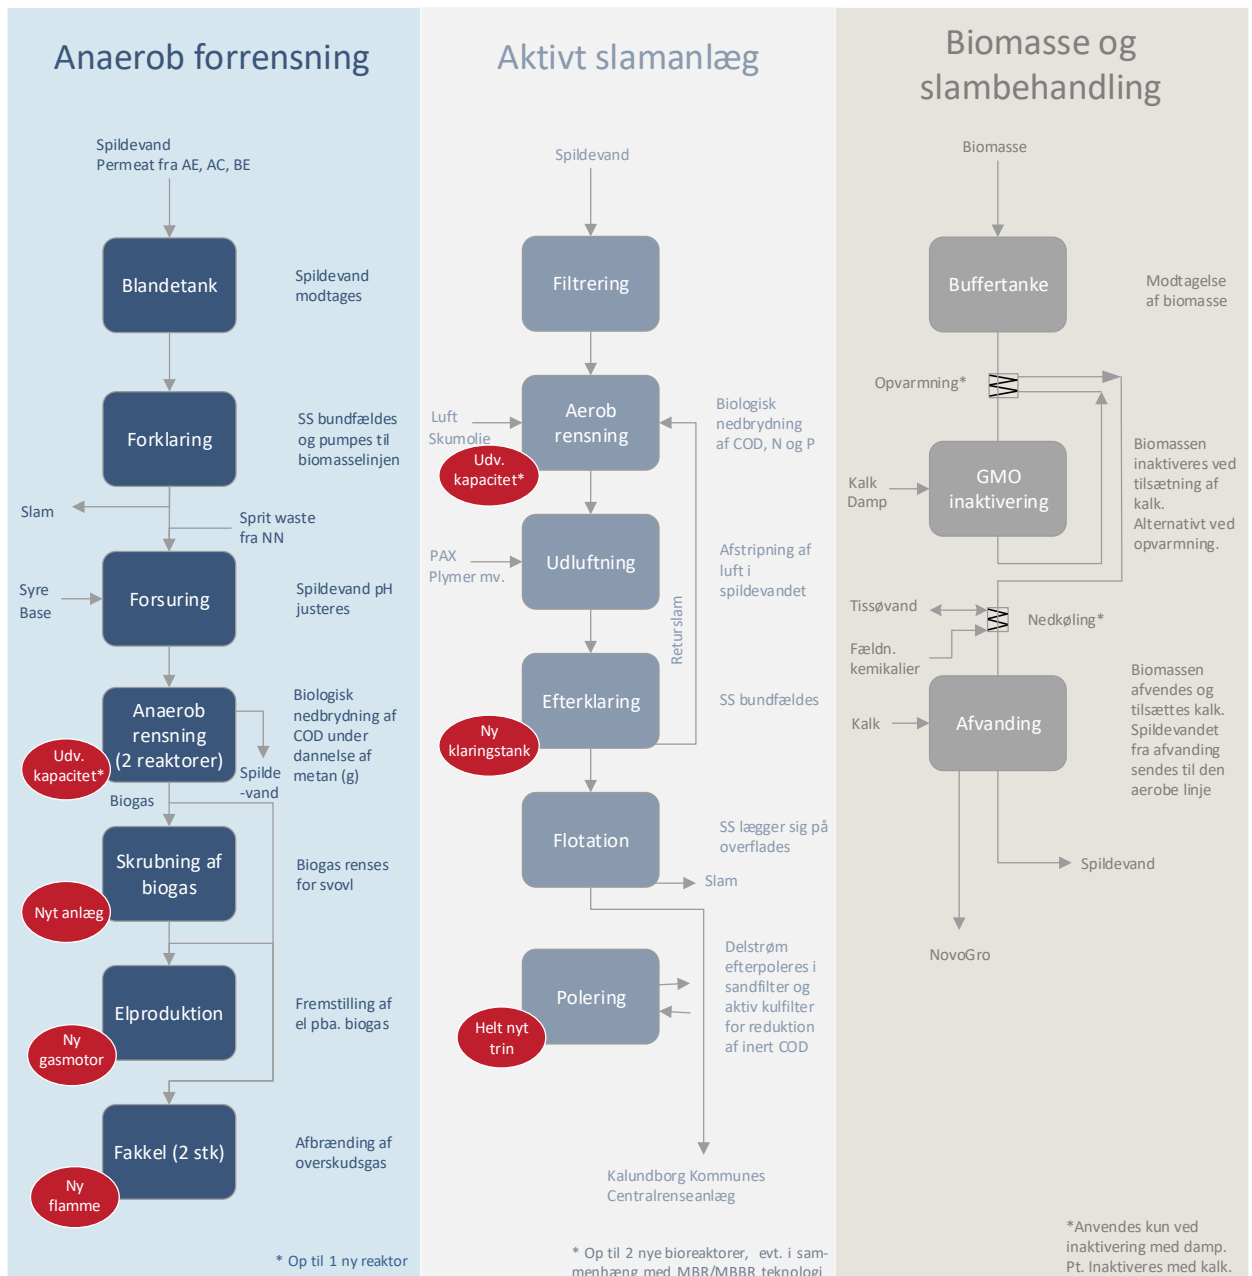 Anaerob forrensning
Spildevand
Permeat fra AE, AC, BE
Blandetank
Spildevand
modtages
Forklaring
SS bundfældes
og pumpes til
biomasselinjen
Slam
Sprit waste
fra NN
Syre
Base
Forsuring
Spildevand pH
justeres
Anaerob
rensning
(2 reaktorer)
Udv.
kapacitet*
Biologisk
nedbrydning af
COD under
dannelse af
metan (g)
Spilde
-vand
Biogas
Skrubning af
biogas
Nyt anlæg
Biogas renses
for svovl
Elproduktion
Ny
gasmotor
Fremstilling af
el pba. biogas
Fakkel (2 stk)
Ny
flamme
Afbrænding af
overskudsgas
* Op til 1 ny reaktor
Aktivt slamanlæg
Spildevand
Filtrering
Luft
Skumolie
Aerob
rensning
Udv.
kapacitet*
Biologisk
nedbrydning
af COD, N og P
PAX
Plymer mv.
Udluftning
Afstripning af
luft i
spildevandet
Returslam
Efterklaring
Ny
klaringstank
SS bundfældes
Flotation
SS lægger sig på
overflades
Slam
Polering
Helt nyt
trin
Delstrøm
efterpoleres i
sandfilter og
aktiv kulfilter
for reduktion
af inert COD
Kalundborg Kommunes
Centralrenseanlæg
* Op til 2 nye bioreaktorer, evt. i sam-
menhæng med MBR/MBBR teknologi.
Biomasse og
slambehandling
Biomasse
Buffertanke
Modtagelse
af biomasse
Opvarmning*
Kalk
Damp
GMO
inaktivering
Biomassen
inaktiveres ved
tilsætning af
kalk.
Alternativt ved
opvarmning.
Tissøvand
Nedkøling*
Fældn.
kemikalier
Kalk
Afvanding
Biomassen
afvendes og
tilsættes kalk.
Spildevandet
fra afvanding
sendes til den
aerobe linje
Spildevand
NovoGro
*Anvendes kun ved
inaktivering med damp.
Pt. Inaktiveres med kalk.